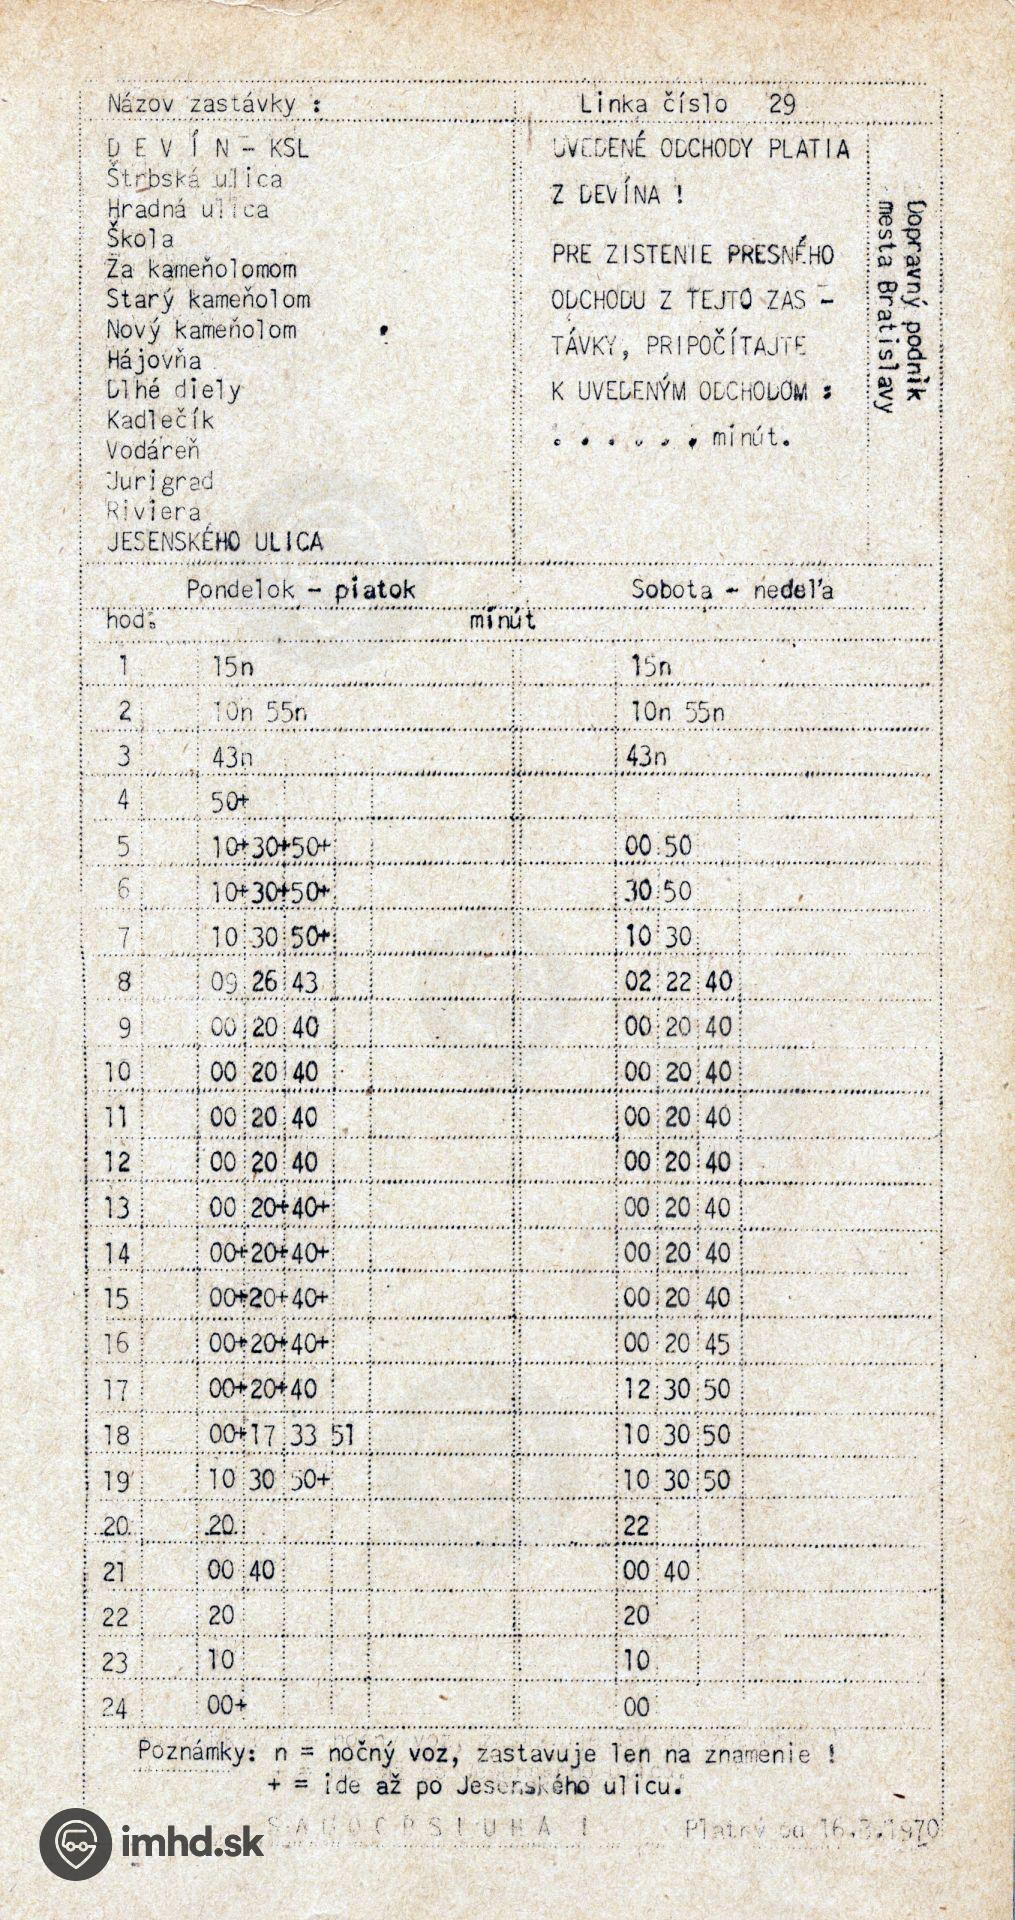 Názov zastávky :
Linka číslo 29
D E V Í N - KSL
Štrbská ulica
Hradná ulica
Škola
Za kameňolomom
Starý kameňolom
Nový kameňolom
Hájovňa
Dlhé diely
Kadlečík
Vodáreň
Jurigrad
Riviera
JESENSKÉHO ULICA
UVEDENÉ ODCHODY PLATIA
Z DEVÍNA !
PRE ZISTENIE PRESNÉHO
ODCHODU Z TEJTO ZAS -
TÁVKY, PRIPOČÍTAJTE
K UVEDENÝM ODCHODOM :
. . . . . . minút.
Dopravný podnik
mesta Bratislavy
Pondelok - piatok Sobota - nedeľa
hod. minút
1 15n 15n
2 10n 55n 10n 55n
3 43n 43n
4 50+
5 10+30+50+ 00 50
6 10+30+50+ 30 50
7 10 30 50+ 10 30
8 09 26 43 02 22 40
9 00 20 40 00 20 40
10 00 20 40 00 20 40
11 00 20 40 00 20 40
12 00 20 40 00 20 40
13 00 20+40+ 00 20 40
14 00+20+40+ 00 20 40
15 00+20+40+ 00 20 40
16 00+20+40+ 00 20 45
17 00+20+40 12 30 50
18 00+17 33 51 10 30 50
19 10 30 50+ 10 30 50
20 20 22
21 00 40 00 40
22 20 20
23 10 10
24 00+ 00
Poznámky: n = nočný voz, zastavuje len na znamenie !
+ = ide až po Jesenského ulicu.
S A M O O B S L U H A ! Platný od 1970
imhd.sk